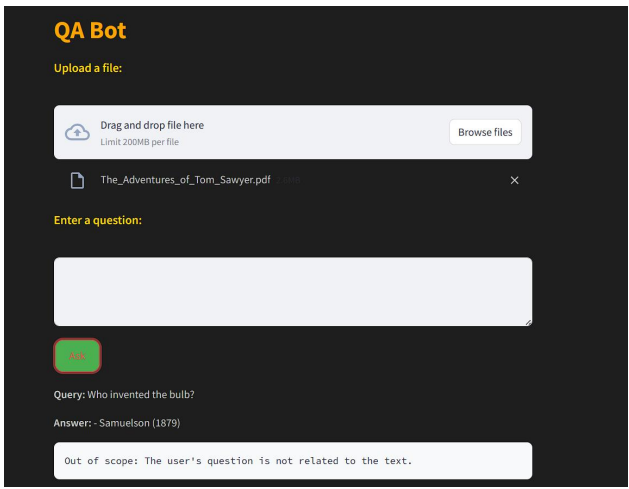 QA Bot
Upload a file:
Drag and drop file here
Limit 200MB per file
Browse files
The_Adventures_of_Tom_Sawyer.pdf
Enter a question:
Ask
Query: Who invented the bulb?
Answer: - Samuelson (1879)
Out of scope: The user's question is not related to the text.